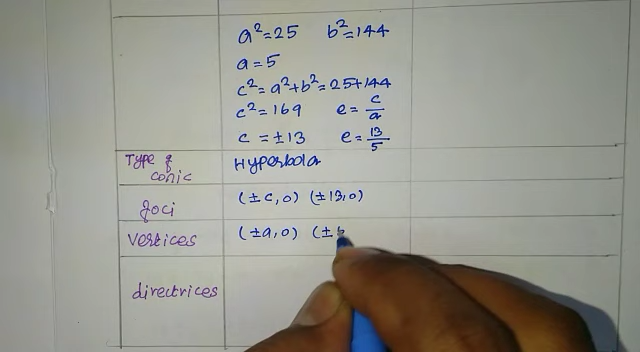 a²=25 b²=144
a=5
c²=a²+b²=25+144
c²=169 e=c/a
c=±13 e=13/5
Type of conic Hyperbola
foci (±c,0) (±13,0)
vertices (±a,0) (±
directrices